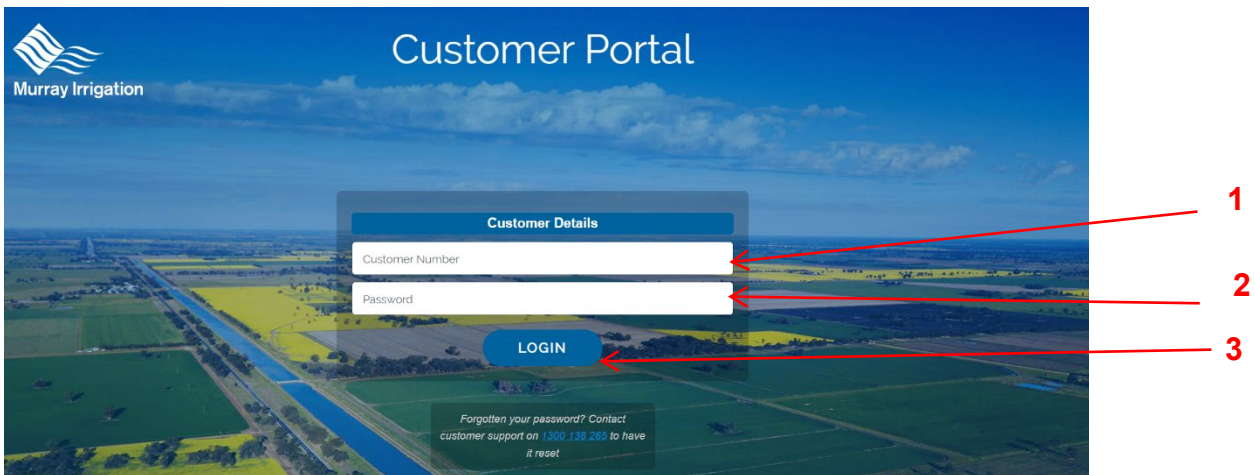 Customer Portal
Murray Irrigation
Customer Details
1
Customer Number
2
Password
LOGIN
3
Forgotten your password? Contact
customer support on 1300 138 265 to have
it reset